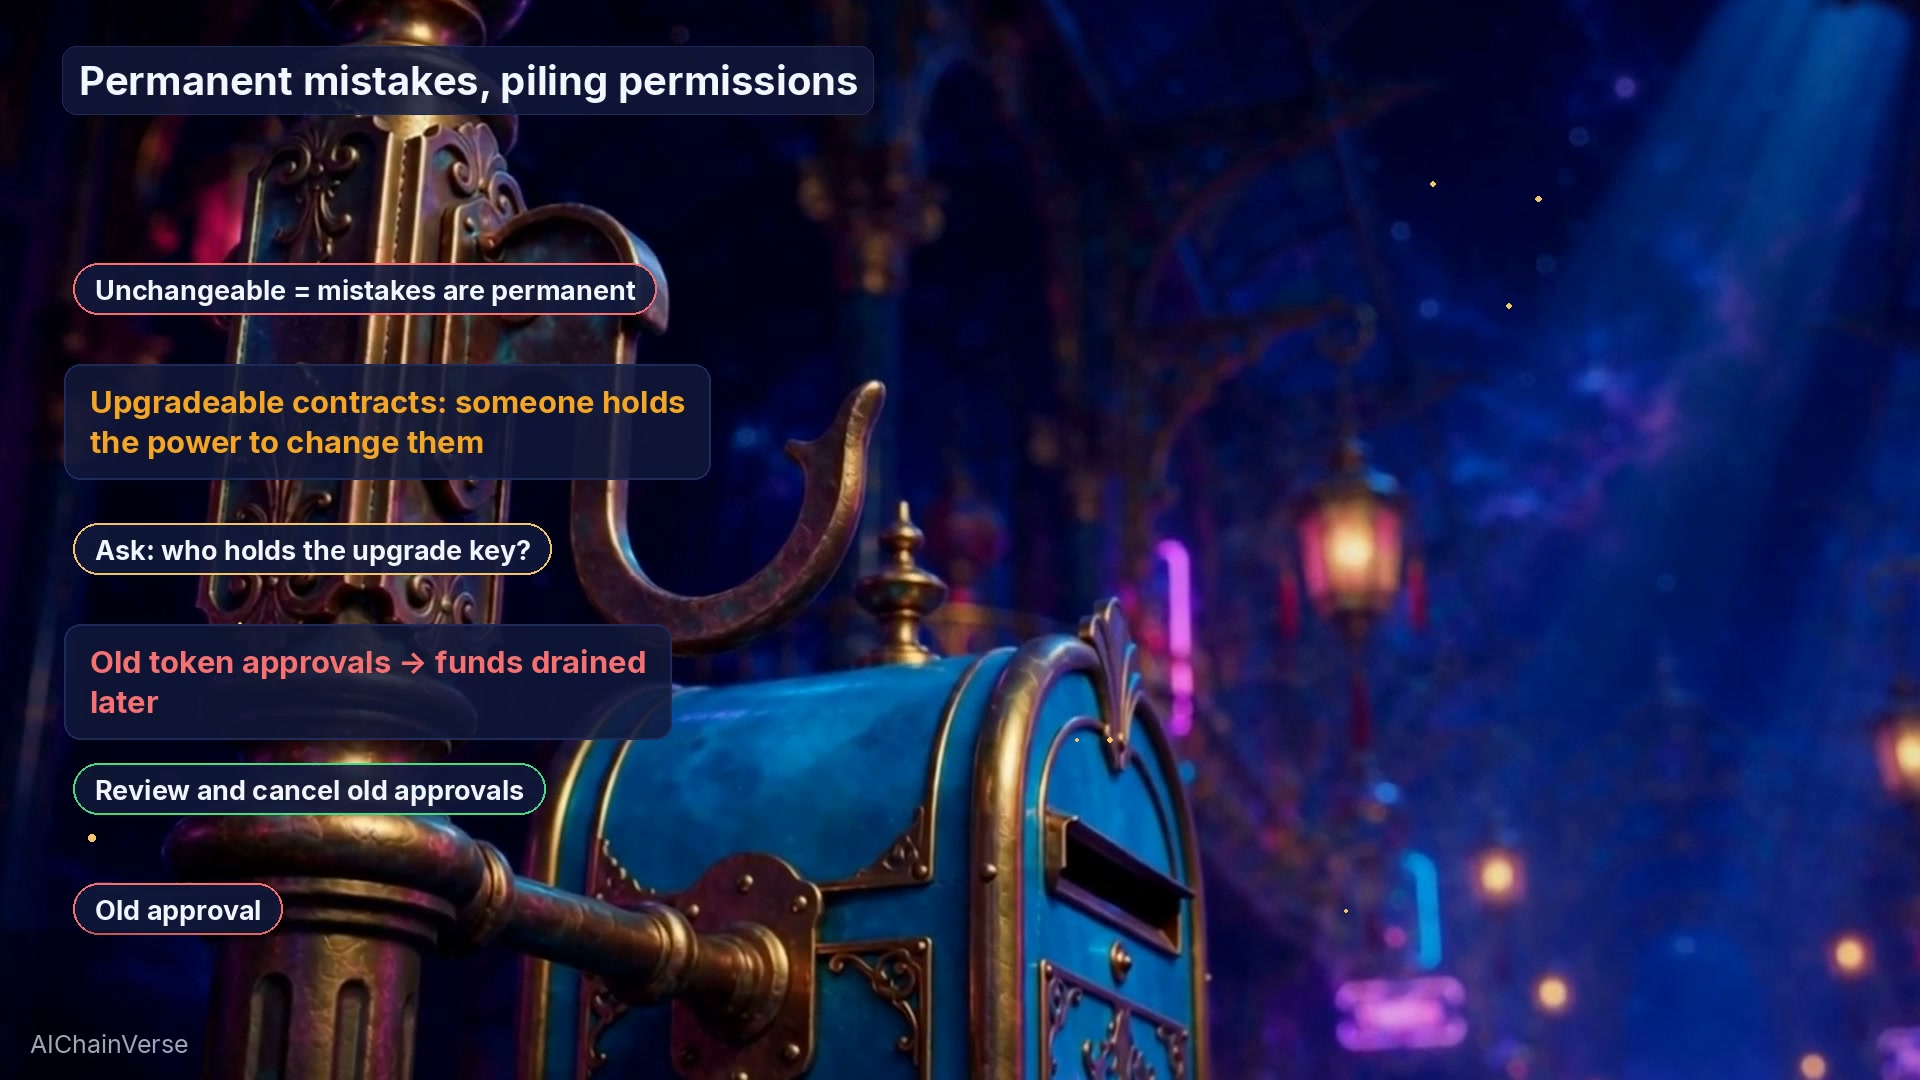 Permanent mistakes, piling permissions
Unchangeable = mistakes are permanent
Upgradeable contracts: someone holds
the power to change them
Ask: who holds the upgrade key?
Old token approvals → funds drained
later
Review and cancel old approvals
Old approval
AIChainVerse